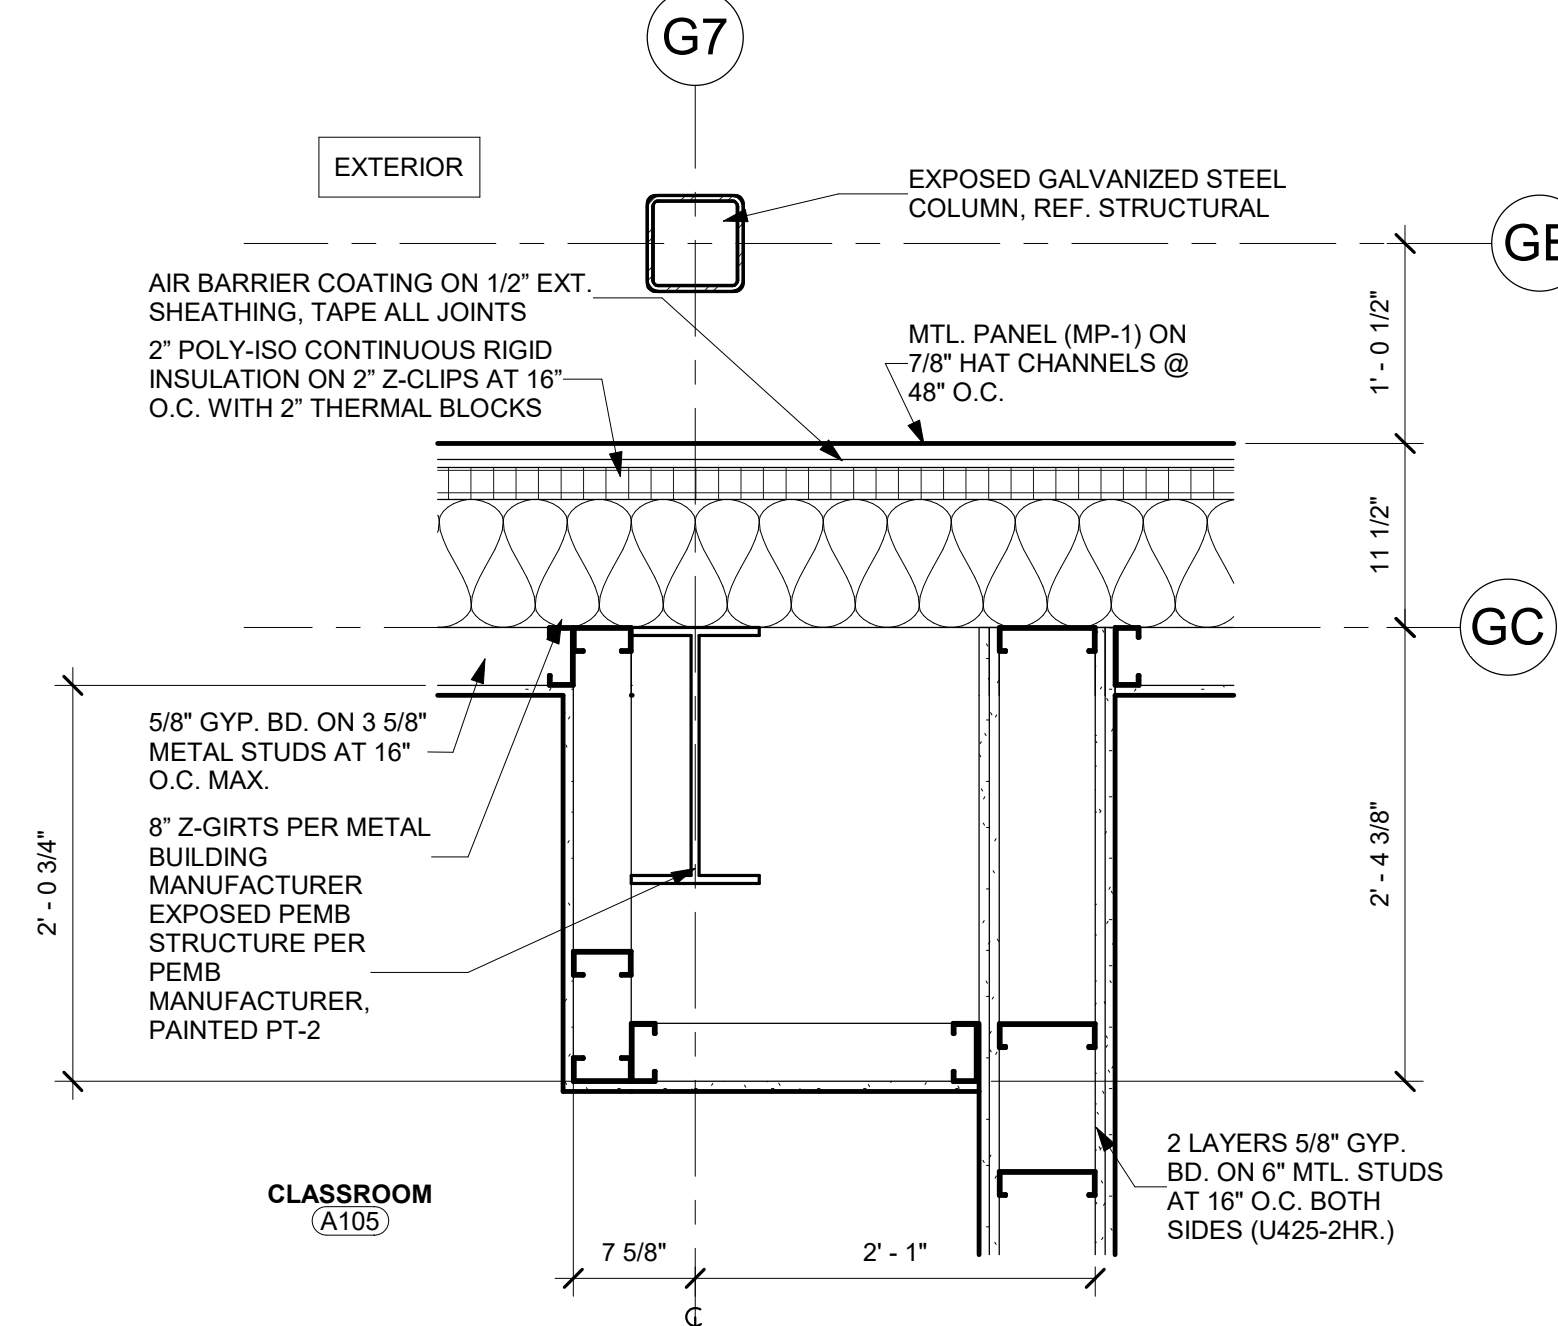 G7
EXTERIOR
EXPOSED GALVANIZED STEEL
COLUMN, REF. STRUCTURAL
AIR BARRIER COATING ON 1/2” EXT.
SHEATHING, TAPE ALL JOINTS
2” POLY-ISO CONTINUOUS RIGID
INSULATION ON 2” Z-CLIPS AT 16”
O.C. WITH 2” THERMAL BLOCKS
MTL. PANEL (MP-1) ON
7/8" HAT CHANNELS @
48" O.C.
1' - 0 1/2"
11 1/2"
GC
5/8" GYP. BD. ON 3 5/8"
METAL STUDS AT 16"
O.C. MAX.
8” Z-GIRTS PER METAL
BUILDING
MANUFACTURER
EXPOSED PEMB
STRUCTURE PER
PEMB
MANUFACTURER,
PAINTED PT-2
2' - 0 3/4"
2' - 4 3/8"
2 LAYERS 5/8" GYP.
BD. ON 6" MTL. STUDS
AT 16" O.C. BOTH
SIDES (U425-2HR.)
CLASSROOM
A105
7 5/8"
2' - 1"